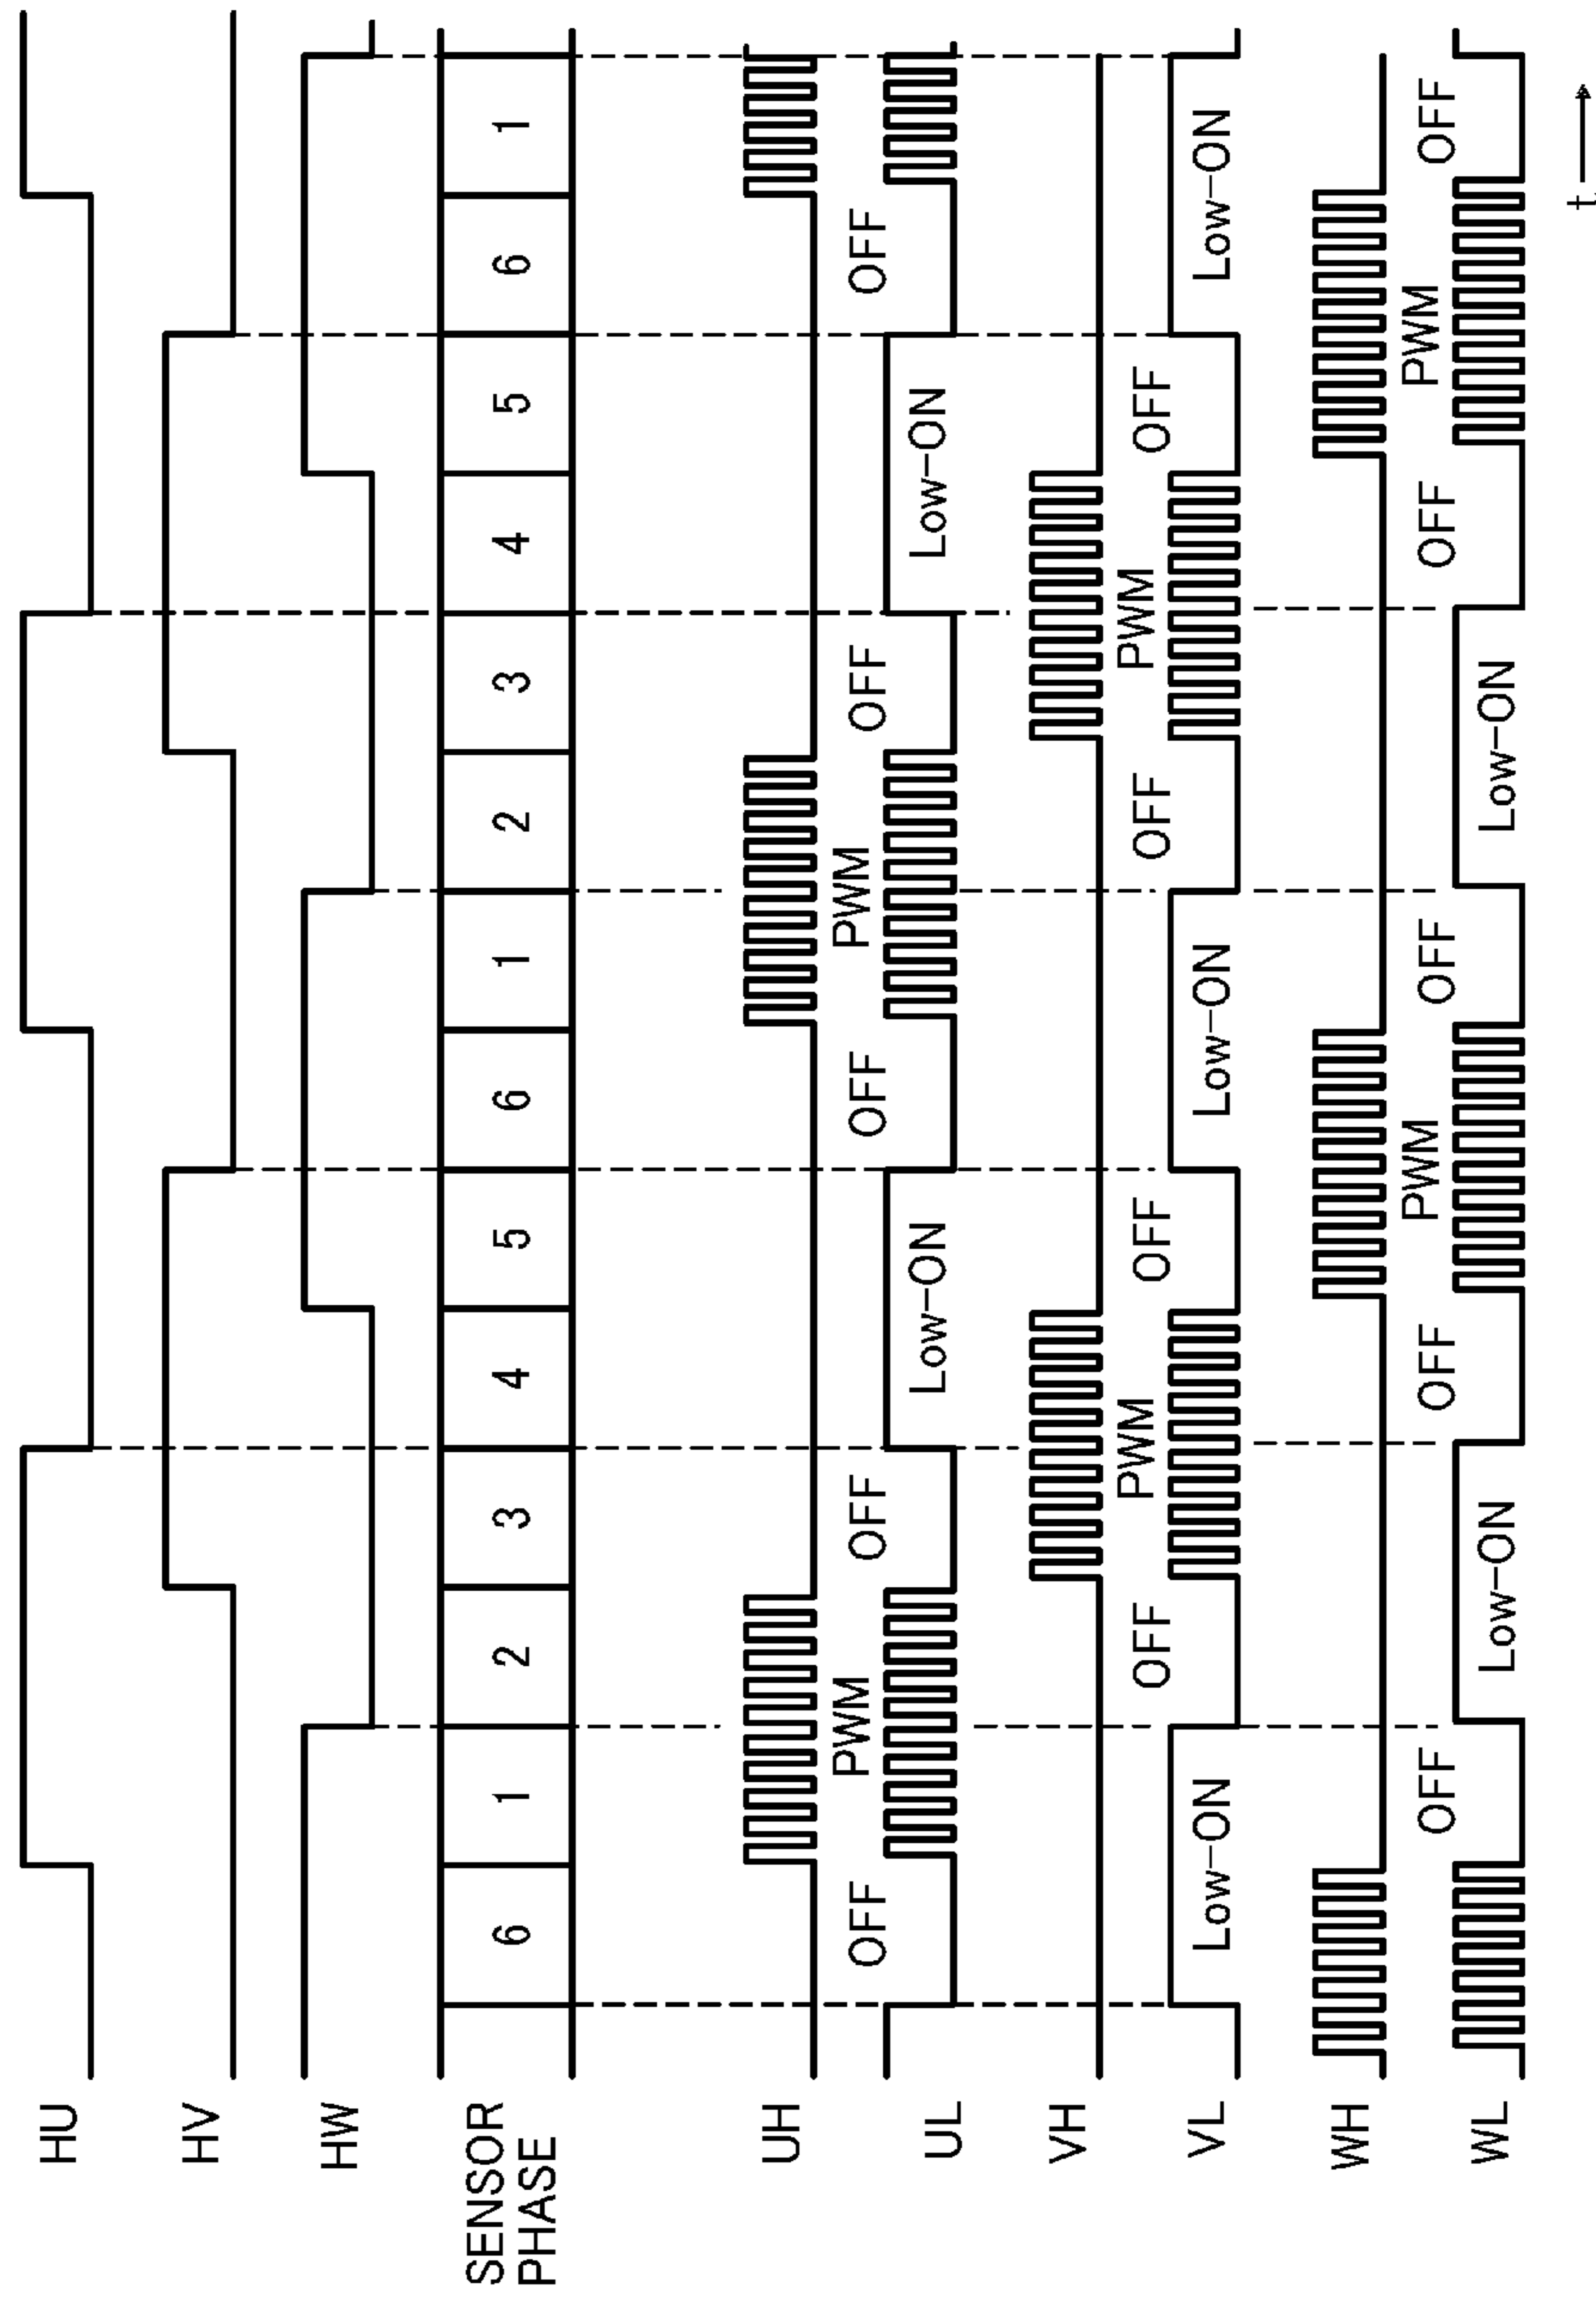 HU
HV
HW
SENSOR
PHASE
6 1 2 3 4 5 6 1 2 3 4 5 6 1
UH
OFF PWM OFF OFF PWM OFF OFF
UL
Low-ON Low-ON
VH
OFF PWM OFF OFF PWM OFF
VL
Low-ON Low-ON Low-ON
WH
OFF OFF PWM OFF OFF PWM OFF
WL
Low-ON Low-ON
t